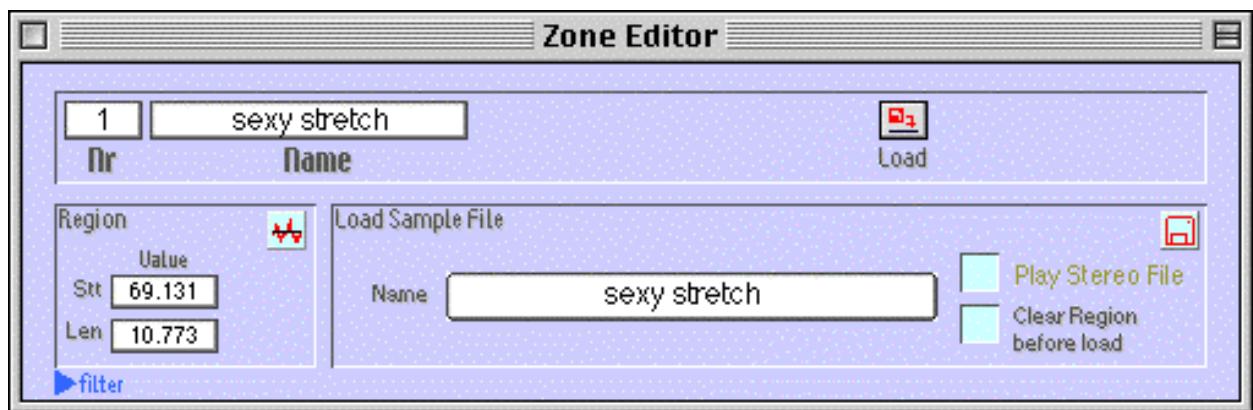 Zone Editor
1 sexy stretch
Nr Name
Load
Region
Value
Stt 69.131
Len 10.773
Load Sample File
Name sexy stretch
Play Stereo File
Clear Region
before load
filter